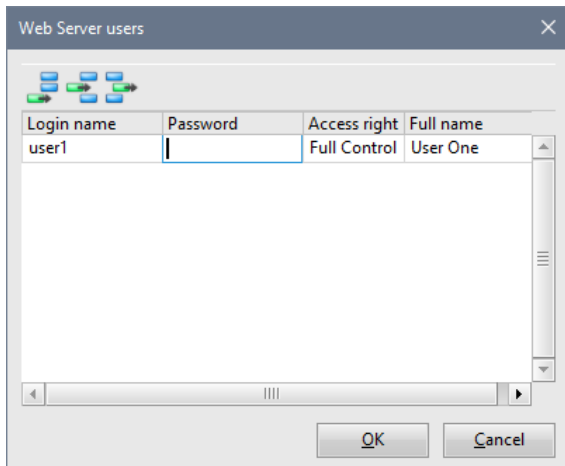 Web Server users
Login name Password Access right Full name
user1 Full Control User One
OK Cancel